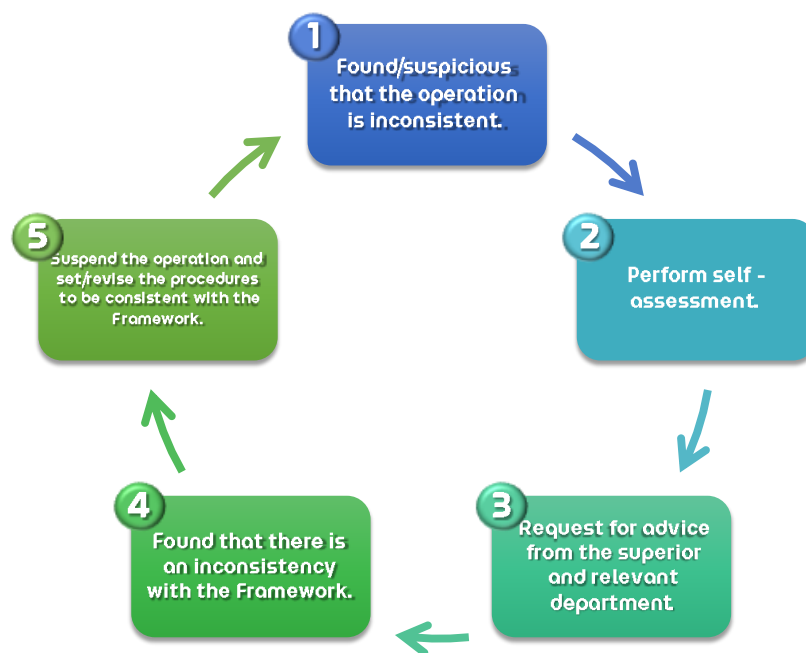 1
Found/suspicious
that the operation
is inconsistent.
2
Perform self -
assessment.
3
Request for advice
from the superior
and relevant
department.
4
Found that there is
an inconsistency
with the Framework.
5
Suspend the operation and
set/revise the procedures
to be consistent with the
Framework.